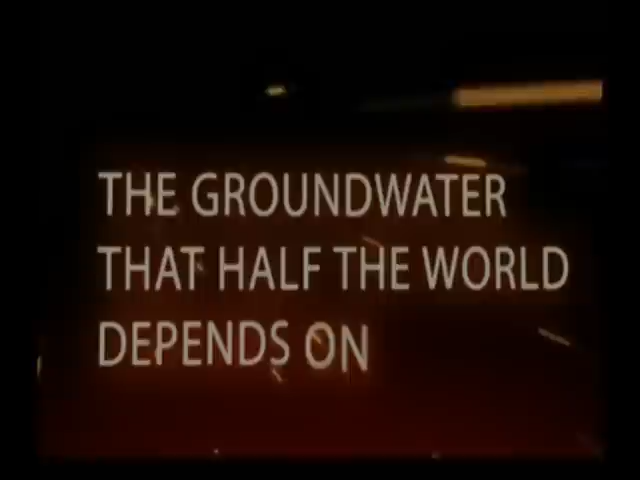 THE GROUNDWATER
THAT HALF THE WORLD
DEPENDS ON